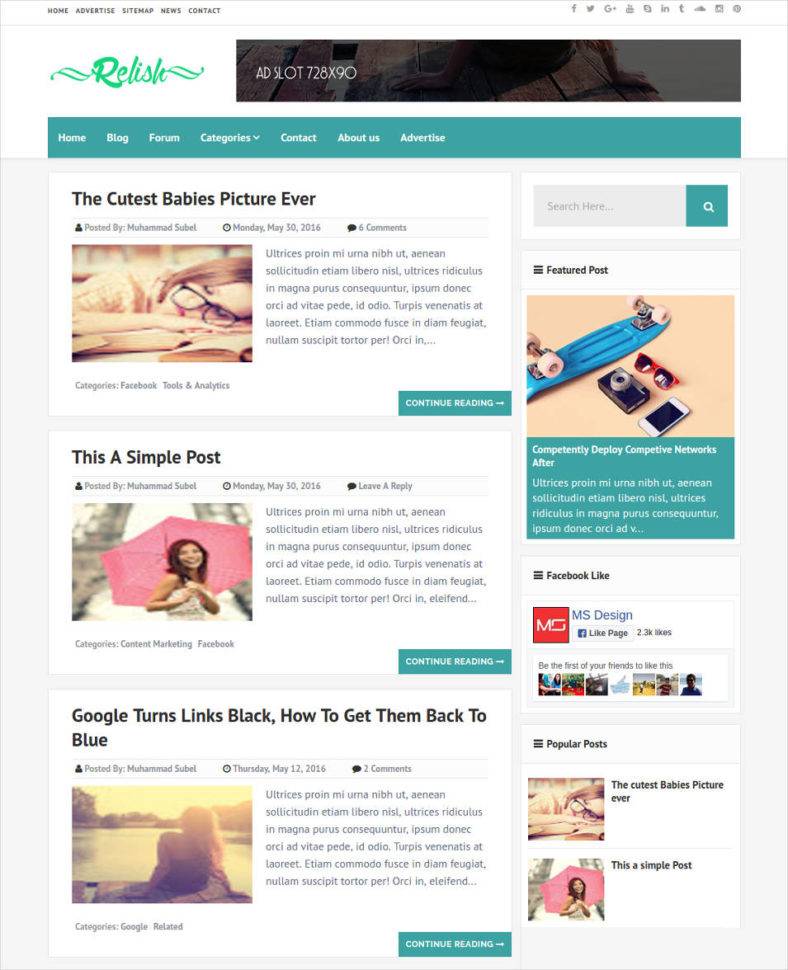 HOME ADVERTISE SITEMAP NEWS CONTACT
Relish
AD SLOT 728X90
Home Blog Forum Categories Contact About us Advertise
The Cutest Babies Picture Ever
Posted By: Muhammad Subel Monday, May 30, 2016 6 Comments
Ultrices proin mi urna nibh ut, aenean
sollicitudin etiam libero nisl, ultrices ridiculus
in magna purus consequuntur, ipsum donec
orci ad vitae pede, id odio. Turpis venenatis at
laoreet. Etiam commodo fusce in diam feugiat,
nullam suscipit tortor per! Orci in,...
Categories: Facebook Tools & Analytics
CONTINUE READING
This A Simple Post
Posted By: Muhammad Subel Monday, May 30, 2016 Leave A Reply
Ultrices proin mi urna nibh ut, aenean
sollicitudin etiam libero nisl, ultrices ridiculus
in magna purus consequuntur, ipsum donec
orci ad vitae pede, id odio. Turpis venenatis at
laoreet. Etiam commodo fusce in diam feugiat,
nullam suscipit tortor per! Orci in, eleifend...
Categories: Content Marketing Facebook
CONTINUE READING
Google Turns Links Black, How To Get Them Back To
Blue
Posted By: Muhammad Subel Thursday, May 12, 2016 2 Comments
Ultrices proin mi urna nibh ut, aenean
sollicitudin etiam libero nisl, ultrices ridiculus
in magna purus consequuntur, ipsum donec
orci ad vitae pede, id odio. Turpis venenatis at
laoreet. Etiam commodo fusce in diam feugiat,
nullam suscipit tortor per! Orci in, eleifend...
Categories: Google Related
CONTINUE READING
Search Here...
Featured Post
Competently Deploy Competive Networks
After
Ultrices proin mi urna nibh ut, aenean
sollicitudin etiam libero nisl, ultrices
ridiculus in magna purus consequuntur,
ipsum donec orci ad v...
Facebook Like
MS
MS Design
Like Page 2.3k likes
Be the first of your friends to like this
Popular Posts
The cutest Babies Picture
ever
This a simple Post